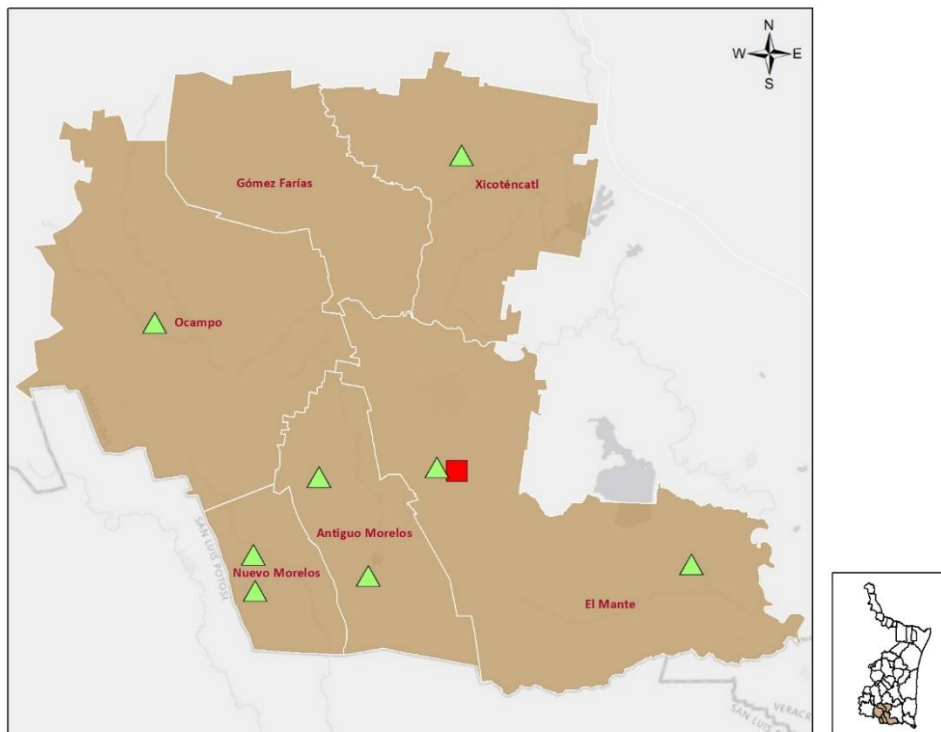 N
W E
S
Gómez Farías
Xicoténcatl
Ocampo
SAN LUIS POTOSÍ
Antiguo Morelos
Nuevo Morelos
El Mante